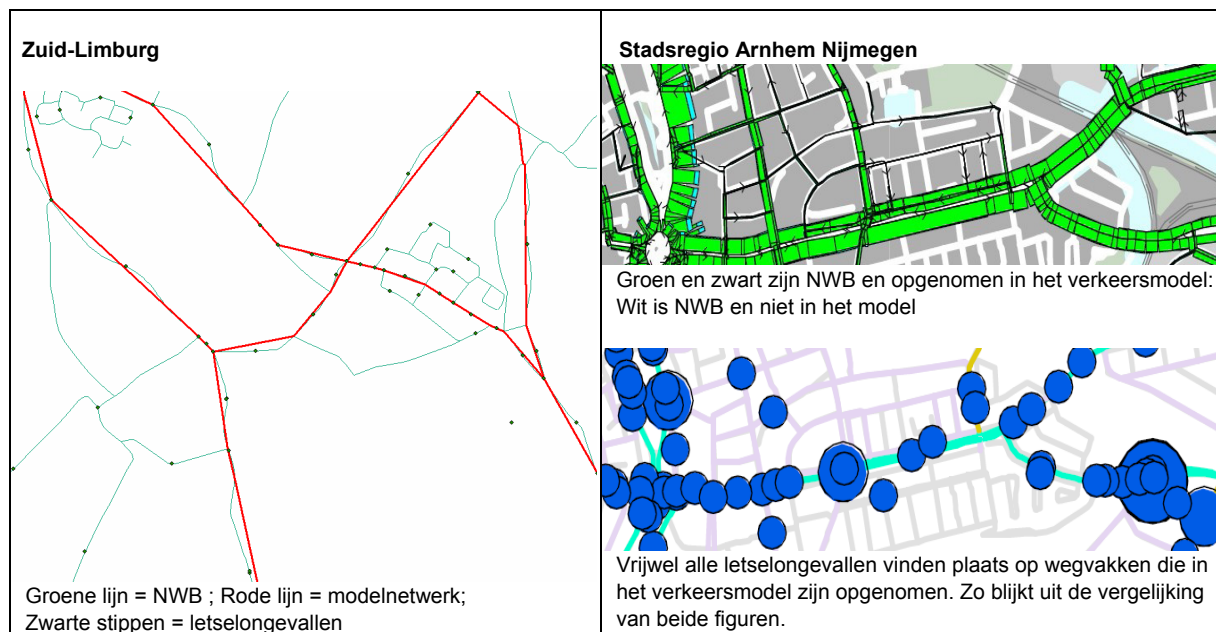 Zuid-Limburg
Groene lijn = NWB ; Rode lijn = modelnetwerk;
Zwarte stippen = letselongevallen
Stadsregio Arnhem Nijmegen
Groen en zwart zijn NWB en opgenomen in het verkeersmodel:
Wit is NWB en niet in het model
Vrijwel alle letselongevallen vinden plaats op wegvakken die in
het verkeersmodel zijn opgenomen. Zo blijkt uit de vergelijking
van beide figuren.